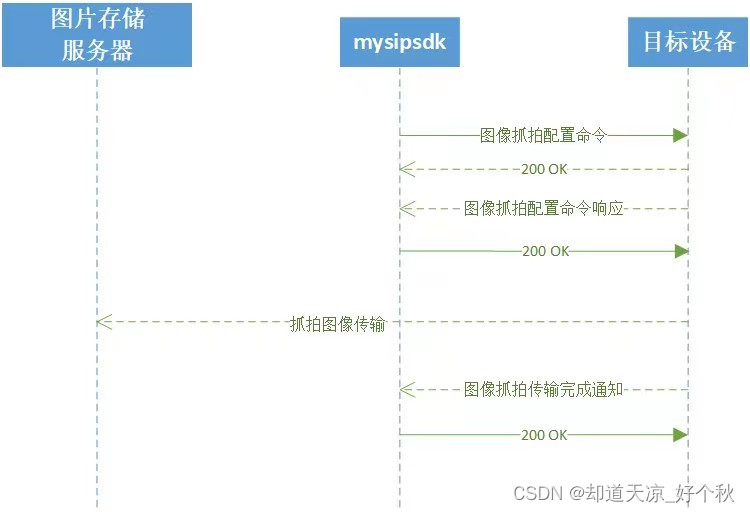 图片存储
服务器
mysipsdk
目标设备
图像抓拍配置命令
200 OK
图像抓拍配置命令响应
200 OK
抓拍图像传输
图像抓拍传输完成通知
200 OK
CSDN @却道天凉_好个秋